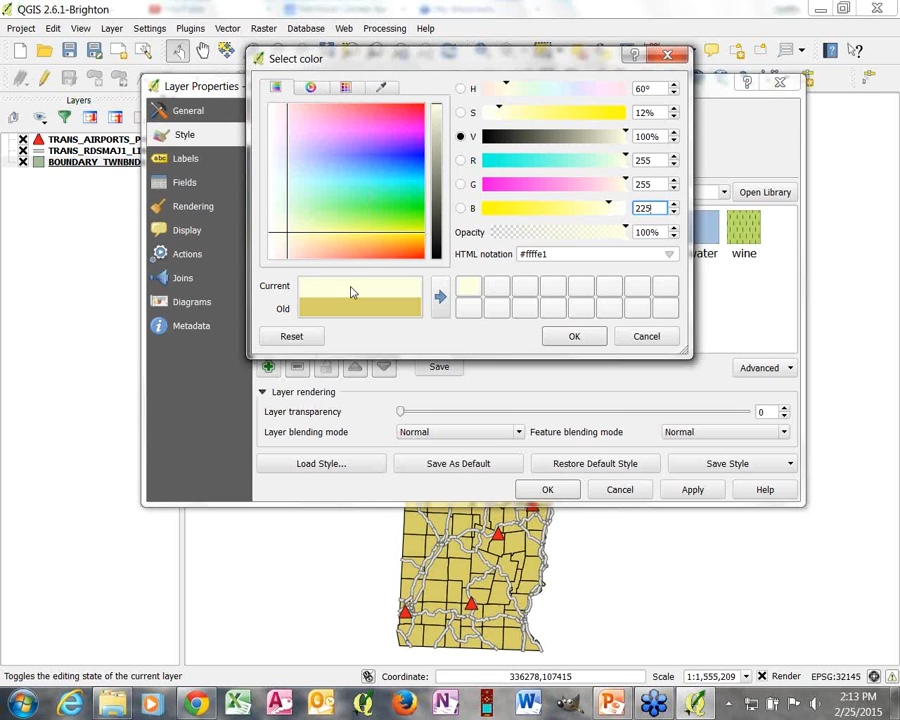 QGIS 2.6.1-Brighton
Project Edit View Layer Settings Plugins Vector Raster Database Web Processing Help
Select color
Layer Properties -
Layers
TRANS_AIRPORTS_P
TRANS_RDSMAJ1_LI
BOUNDARY_TWNBND
General
Style
Labels
Fields
Rendering
Display
Actions
Joins
Diagrams
Metadata
H 60°
S 12%
V 100%
R 255
G 255
B 225
Opacity 100%
HTML notation #ffffe1
Current
Old
Reset OK Cancel
Open Library
wine
Save Advanced
Layer rendering
Layer transparency 0
Layer blending mode Normal Feature blending mode Normal
Load Style... Save As Default Restore Default Style Save Style
OK Cancel Apply Help
Toggles the editing state of the current layer Coordinate: 336278,107415 Scale 1:1,555,209 Render EPSG:32145
2:13 PM
2/25/2015